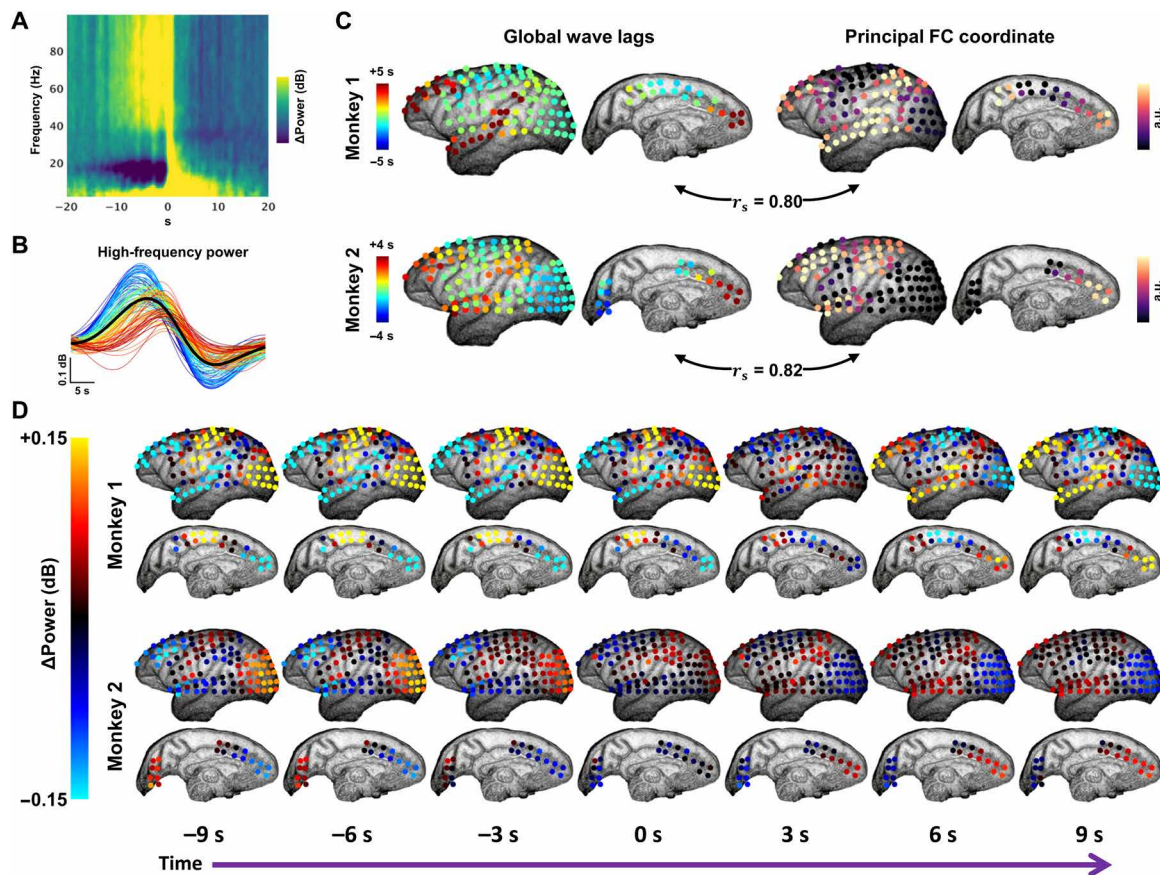 A
Frequency (Hz)
80
60
40
20
−20
−10
0
10
20
s
ΔPower (dB)
B
High-frequency power
0.1 dB
5 s
C
Global wave lags
Principal FC coordinate
Monkey 1
+5 s
−5 s
a.u.
rs = 0.80
Monkey 2
+4 s
−4 s
a.u.
rs = 0.82
D
+0.15
ΔPower (dB)
−0.15
Monkey 1
Monkey 2
−9 s
−6 s
−3 s
0 s
3 s
6 s
9 s
Time